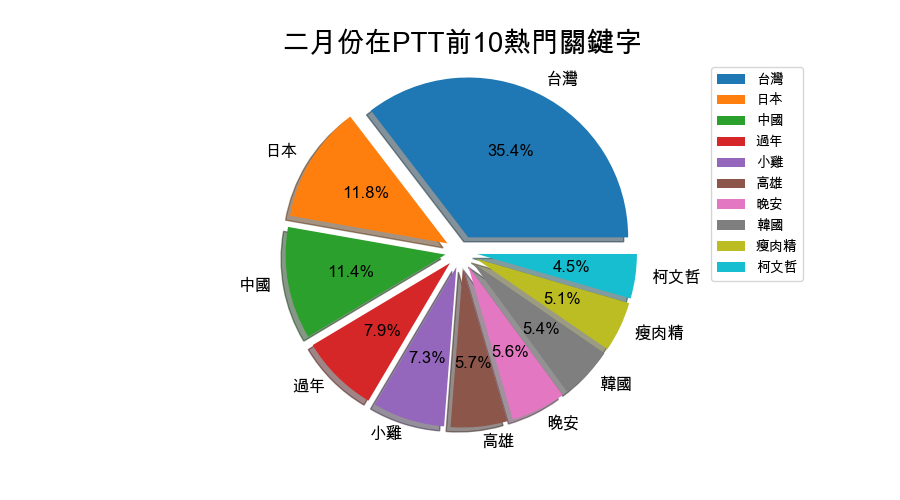 二月份在PTT前10熱門關鍵字
台灣
35.4%
日本
11.8%
中國
11.4%
過年
7.9%
小雞
7.3%
高雄
5.7%
晚安
5.6%
韓國
5.4%
瘦肉精
5.1%
柯文哲
4.5%
台灣
日本
中國
過年
小雞
高雄
晚安
韓國
瘦肉精
柯文哲